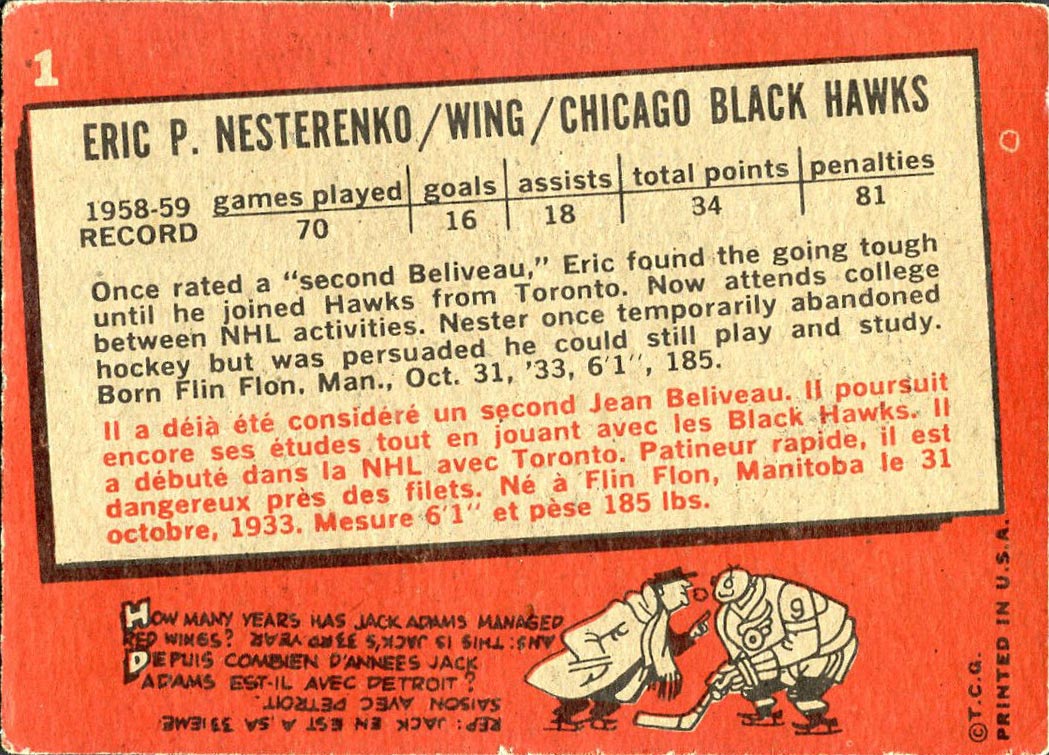 1
ERIC P. NESTERENKO/WING/CHICAGO BLACK HAWKS
1958-59 RECORD games played goals assists total points penalties
70 16 18 34 81
Once rated a "second Beliveau," Eric found the going tough
until he joined Hawks from Toronto. Now attends college
between NHL activities. Nester once temporarily abandoned
hockey but was persuaded he could still play and study.
Born Flin Flon, Man., Oct. 31, '33, 6'1", 185.
Il a déjà été considéré un second Jean Beliveau. Il poursuit
encore ses études tout en jouant avec les Black Hawks. Il
a débuté dans la NHL avec Toronto. Patineur rapide, il est
dangereux près des filets. Né à Flin Flon, Manitoba le 31
octobre, 1933. Mesure 6'1" et pèse 185 lbs.
HOW MANY YEARS HAS JACK ADAMS MANAGED
RED WINGS? ANS: THIS IS JACK'S 33RD YEAR.
DEPUIS COMBIEN D'ANNEES JACK
ADAMS EST-IL AVEC DETROIT?
REP: JACK EN EST A SA 33IEME
SAISON AVEC DETROIT.
9
©T.C.G.
PRINTED IN U.S.A.